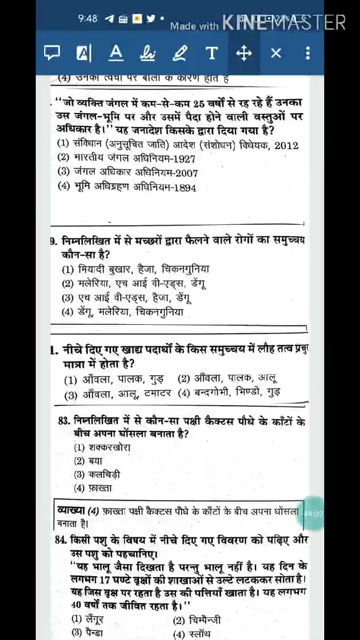 9:48
KINEMASTER
(4) उनकी त्वचा पर बालों के कारण होते हैं
"जो व्यक्ति जंगल में कम-से-कम 25 वर्षों से रह रहे हैं उनका
उस जंगल-भूमि पर और उसमें पैदा होने वाली वस्तुओं पर
अधिकार है।" यह जनादेश किसके द्वारा दिया गया है?
(1) संविधान (अनुसूचित जाति) आदेश (संशोधन) विधेयक, 2012
(2) भारतीय जंगल अधिनियम-1927
(3) जंगल अधिकार अधिनियम-2007
(4) भूमि अधिग्रहण अधिनियम-1894
9. निम्नलिखित में से मच्छरों द्वारा फैलने वाले रोगों का समुच्चय
कौन-सा है?
(1) मियादी बुखार, हैजा, चिकनगुनिया
(2) मलेरिया, एच आई वी-एड्स, डेंगू
(3) एच आई वी-एड्स, हैजा, डेंगू
(4) डेंगू, मलेरिया, चिकनगुनिया
1. नीचे दिए गए खाद्य पदार्थों के किस समुच्चय में लौह तत्व प्रचुर
मात्रा में होता है?
(1) आँवला, पालक, गुड़ (2) आँवला, पालक, आलू
(3) आँवला, आलू, टमाटर (4) बन्दगोभी, भिण्डी, गुड़
83. निम्नलिखित में से कौन-सा पक्षी कैक्टस पौधे के काँटों के
बीच अपना घोंसला बनाता है?
(1) शक्करखोरा
(2) बया
(3) कलचिड़ी
(4) फ़ाख्ता
व्याख्या (4) फ़ाख्ता पक्षी कैक्टस पौधे के काँटों के बीच अपना घोंसला
बनाता है।
84. किसी पशु के विषय में नीचे दिए गए विवरण को पढ़िए और
उस पशु को पहचानिए।
"यह भालू जैसा दिखता है परन्तु भालू नहीं है। यह दिन के
लगभग 17 घण्टे वृक्षों की शाखाओं से उल्टे लटककर सोता है।
यह जिस वृक्ष पर रहता है उस की पत्तियाँ खाता है। यह लगभग
40 वर्षों तक जीवित रहता है।"
(1) लँगूर (2) चिम्पैन्जी
(3) पैन्डा (4) स्लॉथ